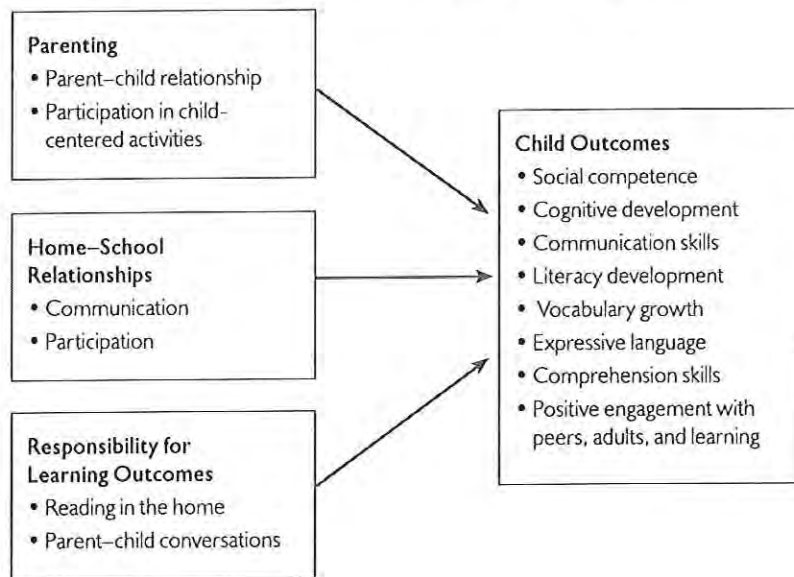 Parenting
• Parent–child relationship
• Participation in child-
centered activities
Home–School
Relationships
• Communication
• Participation
Responsibility for
Learning Outcomes
• Reading in the home
• Parent–child conversations
Child Outcomes
• Social competence
• Cognitive development
• Communication skills
• Literacy development
• Vocabulary growth
• Expressive language
• Comprehension skills
• Positive engagement with
peers, adults, and learning